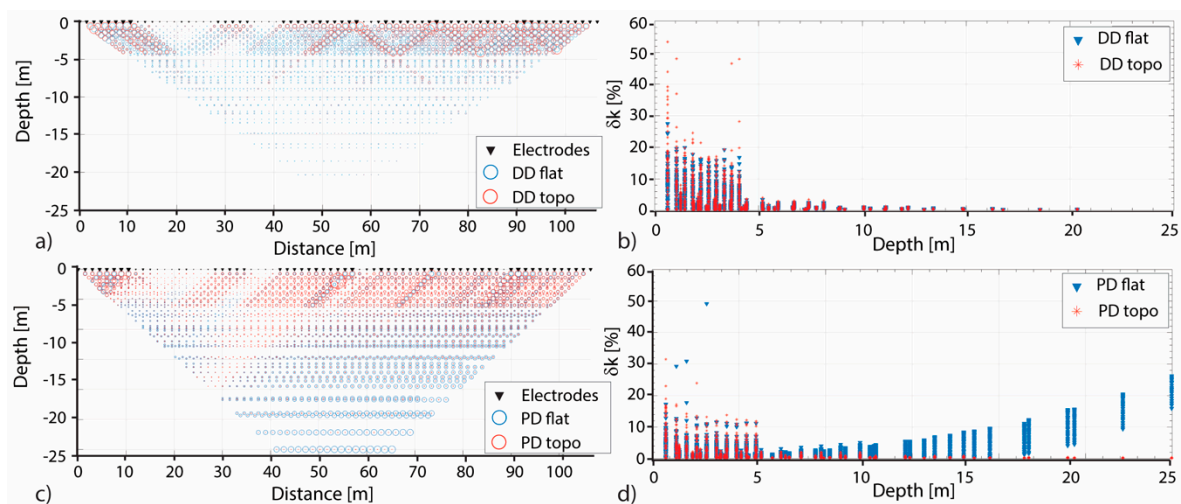 0
-5
-10
-15
-20
-25
Depth [m]
0 10 20 30 40 50 60 70 80 90 100
Distance [m]
Electrodes
DD flat
DD topo
a)
60
50
40
30
20
10
0
δk [%]
0 5 10 15 20 25
Depth [m]
DD flat
DD topo
b)
0
-5
-10
-15
-20
-25
Depth [m]
0 10 20 30 40 50 60 70 80 90 100
Distance [m]
Electrodes
PD flat
PD topo
c)
60
50
40
30
20
10
0
δk [%]
0 5 10 15 20 25
Depth [m]
PD flat
PD topo
d)